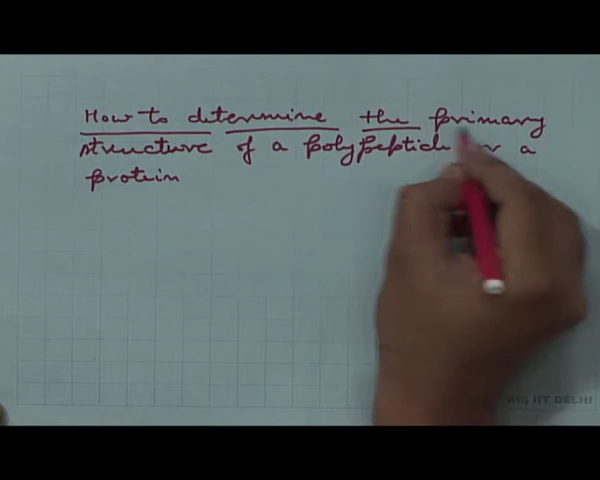 How to determine the primary
structure of a polypeptide or a
protein
IIT DELHI